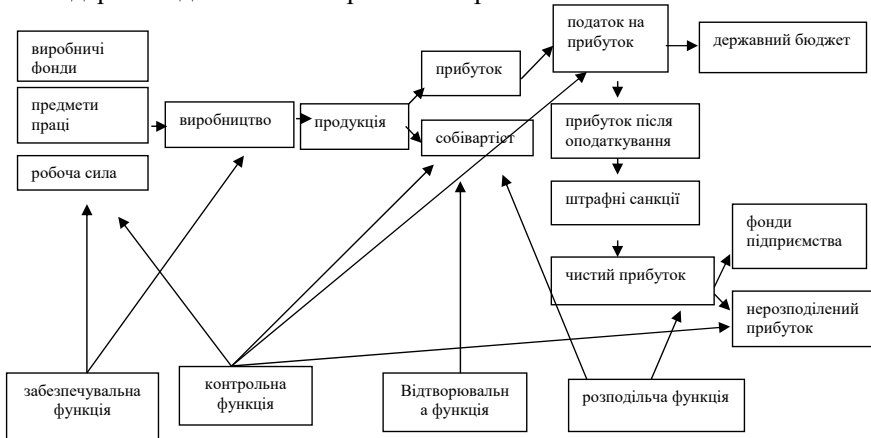 виробничі
фонди
предмети
праці
робоча сила
виробництво
продукція
прибуток
собівартіст
податок на
прибуток
державний бюджет
прибуток після
оподаткування
штрафні санкції
чистий прибуток
фонди
підприємства
нерозподілений
прибуток
забезпечувальна
функція
контрольна
функція
Відтворювальн
а функція
розподільча функція